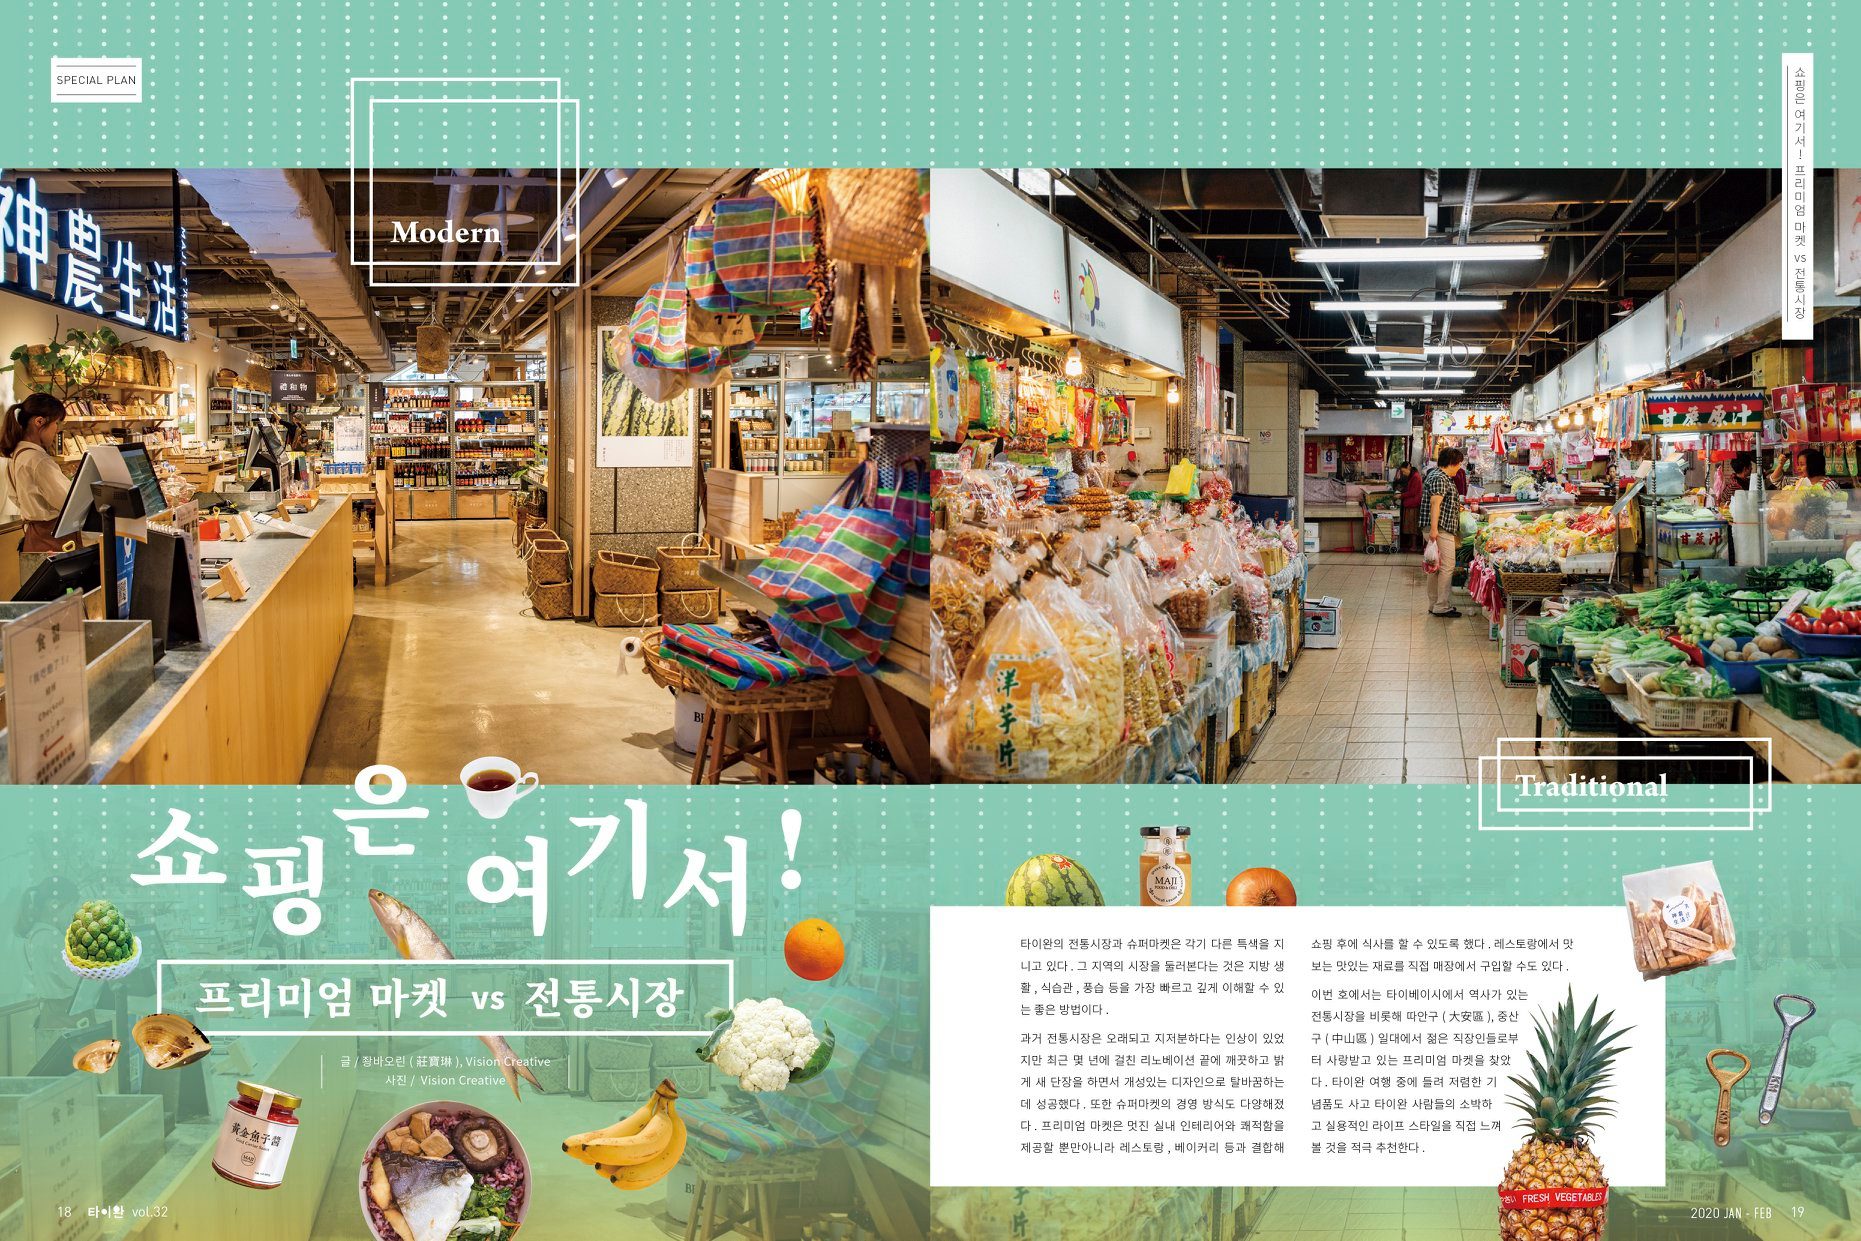 SPECIAL PLAN
쇼핑은 여기서! 프리미엄 마켓 vs 전통시장
Modern
神農生活
禮和物
食習
Checkout
甘蔗原汁
甘蔗汁
洋芋片
Traditional
쇼핑은 여기서!
프리미엄 마켓 vs 전통시장
글 / 장바오린 ( 莊寶琳 ), Vision Creative
사진 / Vision Creative
黃金魚子醬
MAJI
FOOD & DELI
타이완의 전통시장과 슈퍼마켓은 각기 다른 특색을 지
니고 있다 . 그 지역의 시장을 둘러본다는 것은 지방 생
활 , 식습관 , 풍습 등을 가장 빠르고 깊게 이해할 수 있
는 좋은 방법이다 .
과거 전통시장은 오래되고 지저분하다는 인상이 있었
지만 최근 몇 년에 걸친 리노베이션 끝에 깨끗하고 밝
게 새 단장을 하면서 개성있는 디자인으로 탈바꿈하는
데 성공했다 . 또한 슈퍼마켓의 경영 방식도 다양해졌
다 . 프리미엄 마켓은 멋진 실내 인테리어와 쾌적함을
제공할 뿐만아니라 레스토랑 , 베이커리 등과 결합해
쇼핑 후에 식사를 할 수 있도록 했다 . 레스토랑에서 맛
보는 맛있는 재료를 직접 매장에서 구입할 수도 있다 .
이번 호에서는 타이베이시에서 역사가 있는
전통시장을 비롯해 따안구 ( 大安區 ), 중산
구 ( 中山區 ) 일대에서 젊은 직장인들로부
터 사랑받고 있는 프리미엄 마켓을 찾았
다 . 타이완 여행 중에 들려 저렴한 기
념품도 사고 타이완 사람들의 소박하
고 실용적인 라이프 스타일을 직접 느껴
볼 것을 적극 추천한다 .
FRESH VEGETABLES
18 타이완 vol.32
2020 JAN - FEB 19